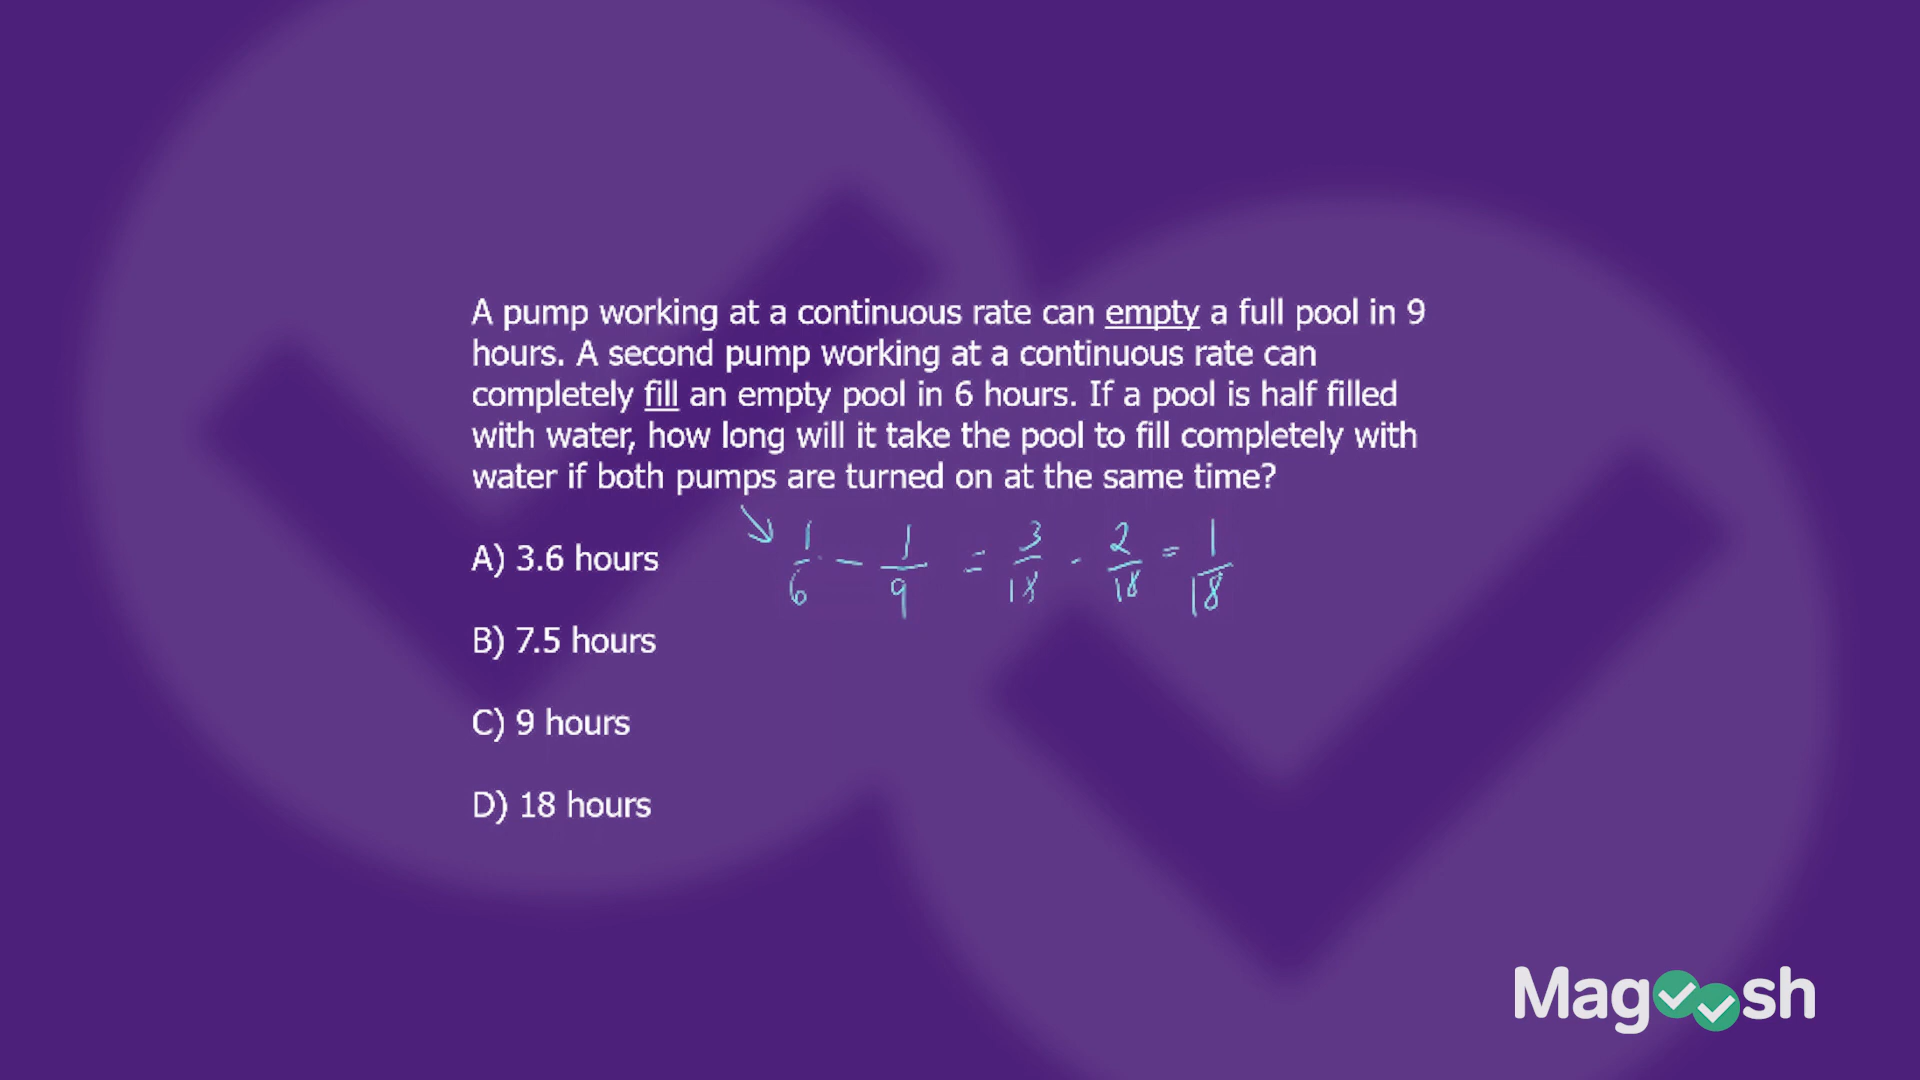 A pump working at a continuous rate can empty a full pool in 9
hours. A second pump working at a continuous rate can
completely fill an empty pool in 6 hours. If a pool is half filled
with water, how long will it take the pool to fill completely with
water if both pumps are turned on at the same time?
1/6 - 1/9 = 3/18 - 2/18 = 1/18
A) 3.6 hours
B) 7.5 hours
C) 9 hours
D) 18 hours
Magoosh